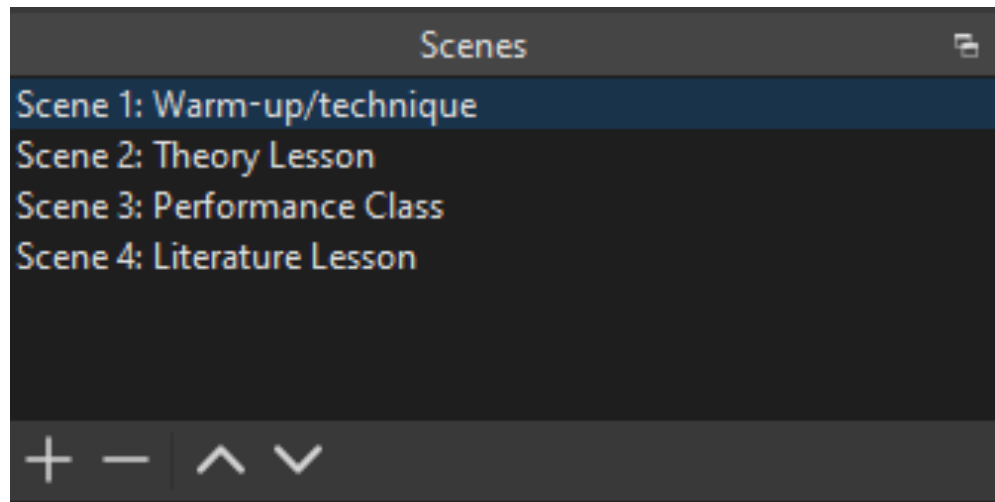 Scenes
Scene 1: Warm-up/technique
Scene 2: Theory Lesson
Scene 3: Performance Class
Scene 4: Literature Lesson